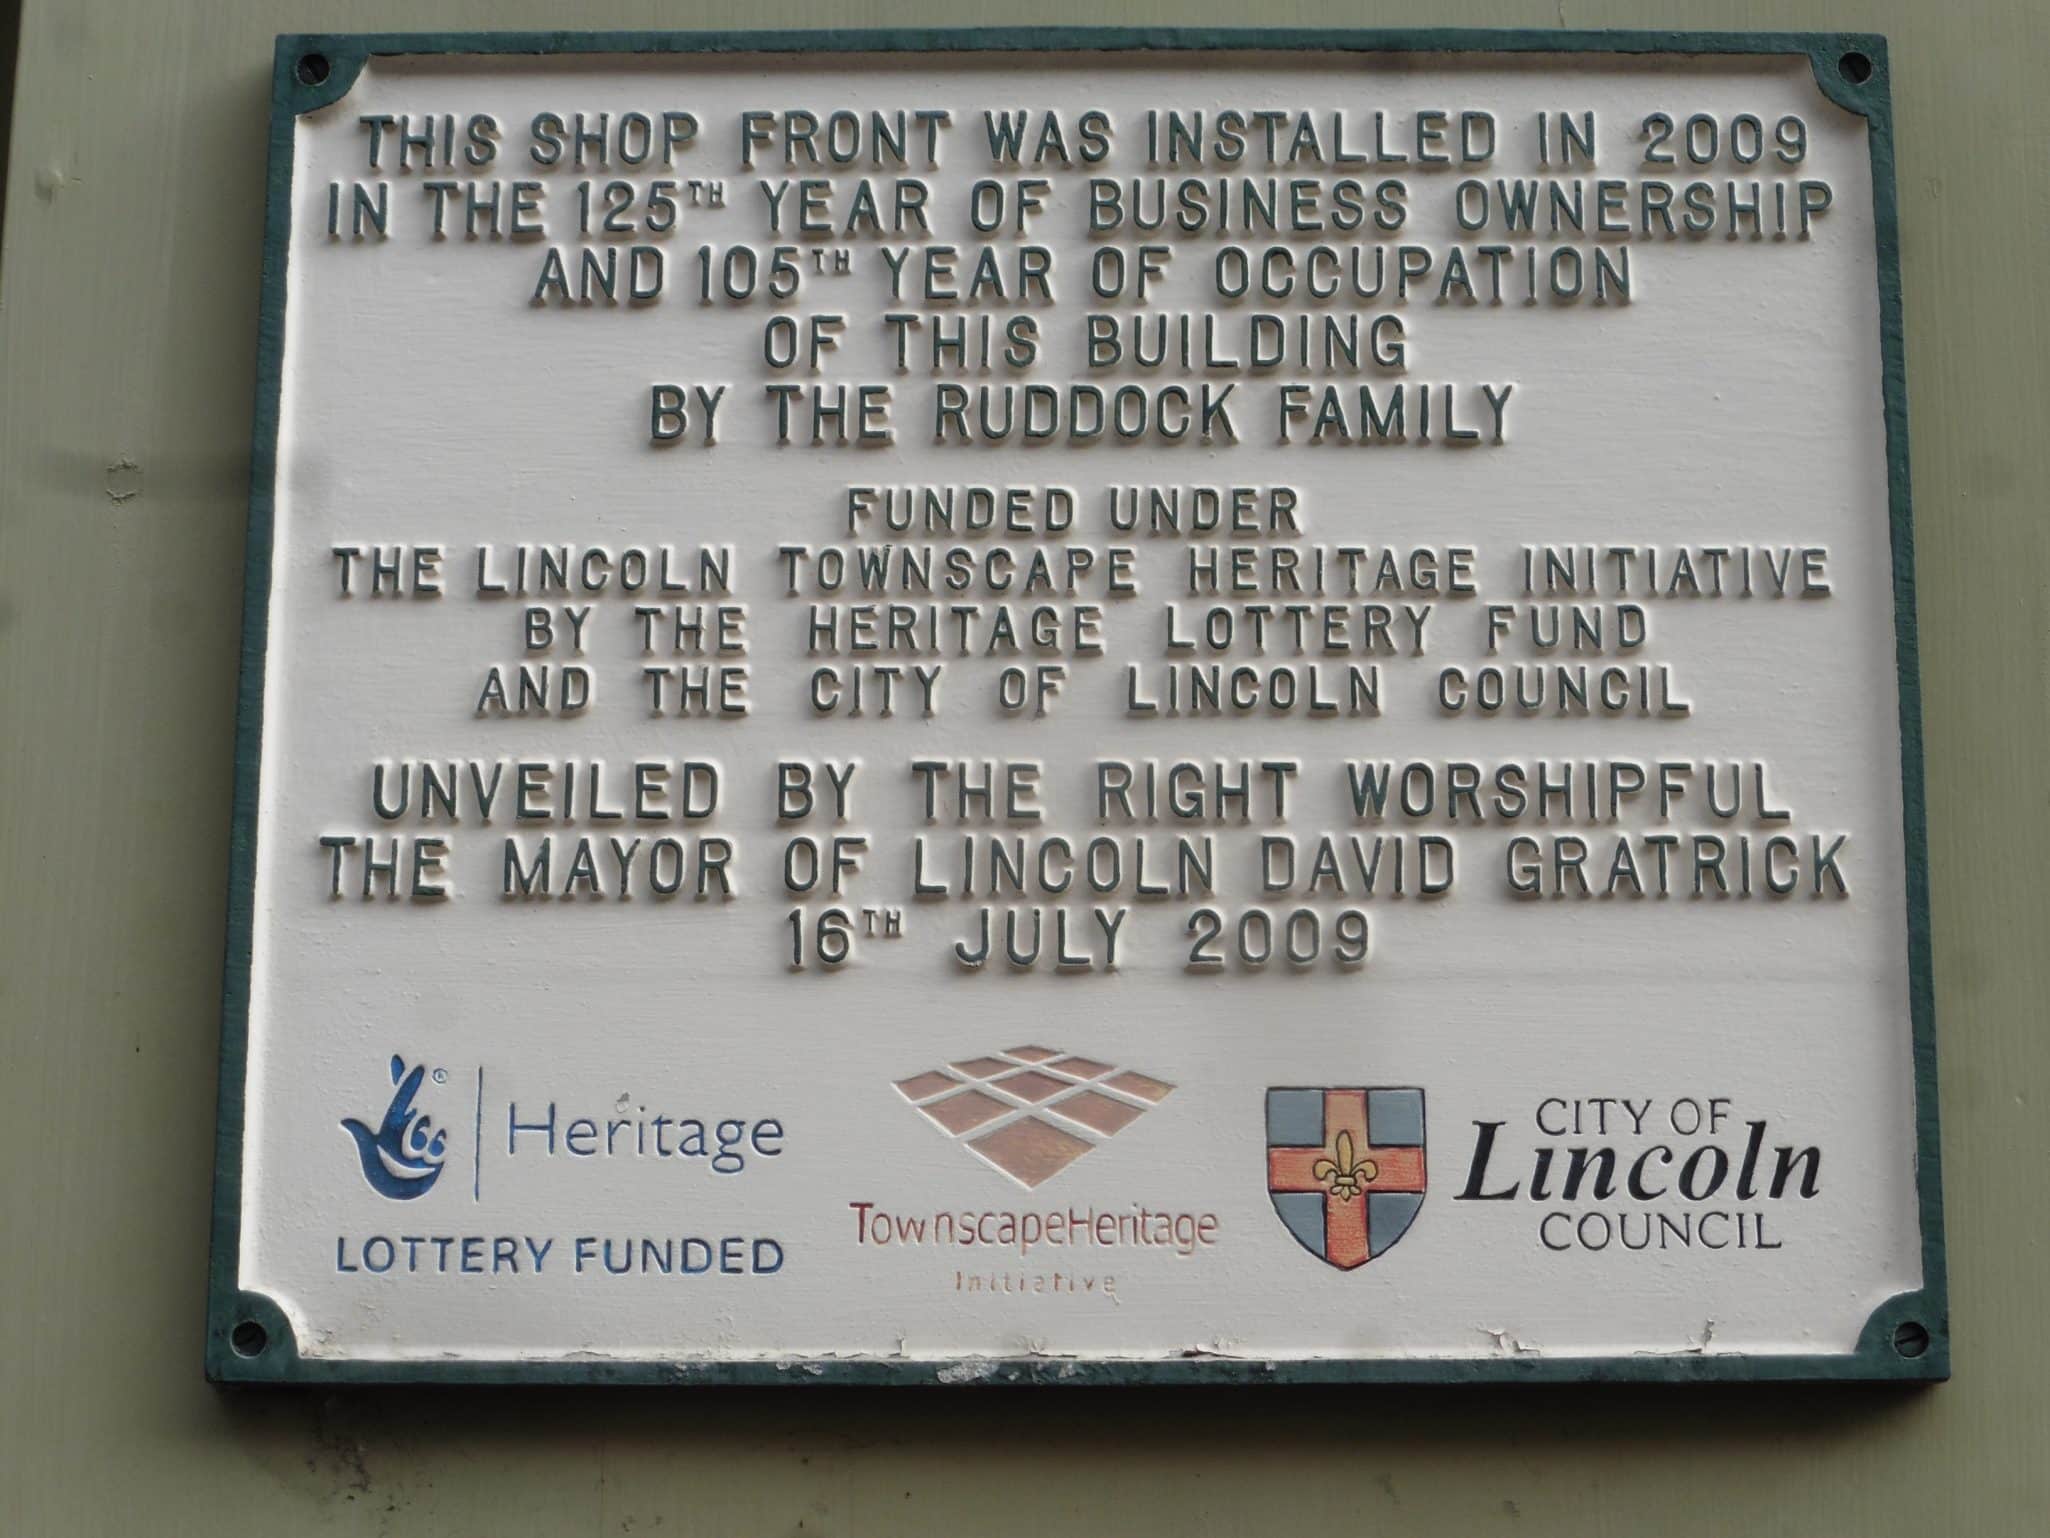 THIS SHOP FRONT WAS INSTALLED IN 2009
IN THE 125TH YEAR OF BUSINESS OWNERSHIP
AND 105TH YEAR OF OCCUPATION
OF THIS BUILDING
BY THE RUDDOCK FAMILY
FUNDED UNDER
THE LINCOLN TOWNSCAPE HERITAGE INITIATIVE
BY THE HERITAGE LOTTERY FUND
AND THE CITY OF LINCOLN COUNCIL
UNVEILED BY THE RIGHT WORSHIPFUL
THE MAYOR OF LINCOLN DAVID GRATRICK
16TH JULY 2009
® Heritage
LOTTERY FUNDED
TownscapeHeritage
Initiative
CITY OF
Lincoln
COUNCIL